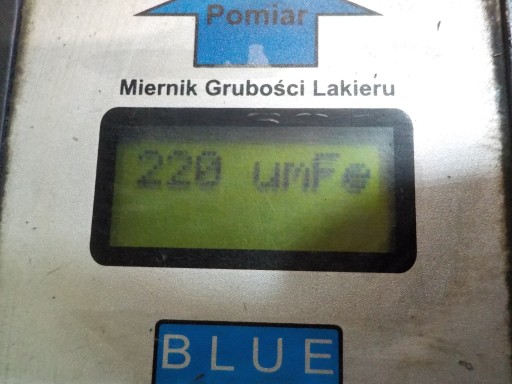 Pomiar
Miernik Grubości Lakieru
220 umFe
BLUE